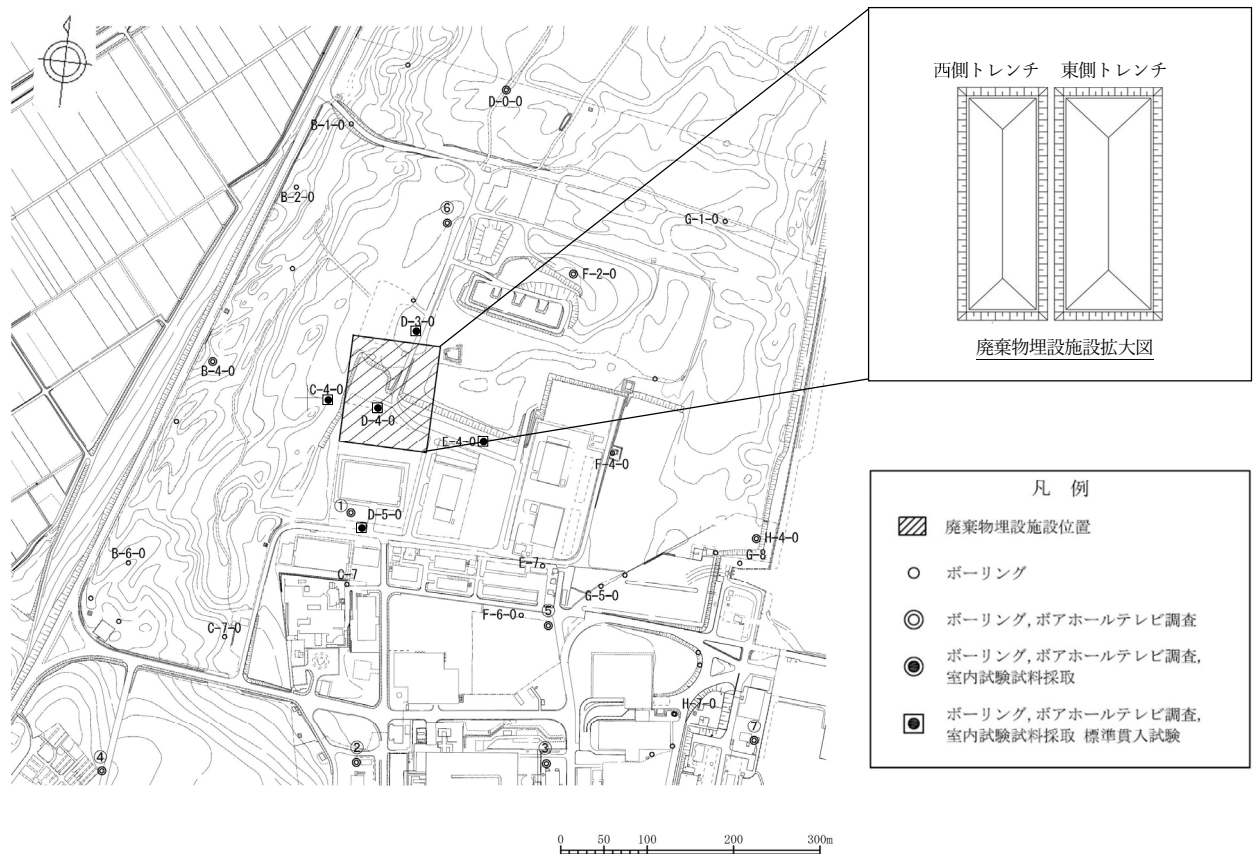 西側トレンチ 東側トレンチ
廃棄物埋設施設拡大図
D-0-0
B-1-0
B-2-0
⑥
G-1-0
F-2-0
D-3-0
B-4-0
C-4-0
D-4-0
E-4-0
F-4-0
①
D-5-0
H-4-0
G-8
B-6-0
C-7
E-7
G-5-0
F-6-0
⑤
C-7-0
H-7-0
②
③
④
⑦
凡 例
廃棄物埋設施設位置
ボーリング
ボーリング, ボアホールテレビ調査
ボーリング, ボアホールテレビ調査,
室内試験試料採取
ボーリング, ボアホールテレビ調査,
室内試験試料採取 標準貫入試験
0 50 100 200 300m